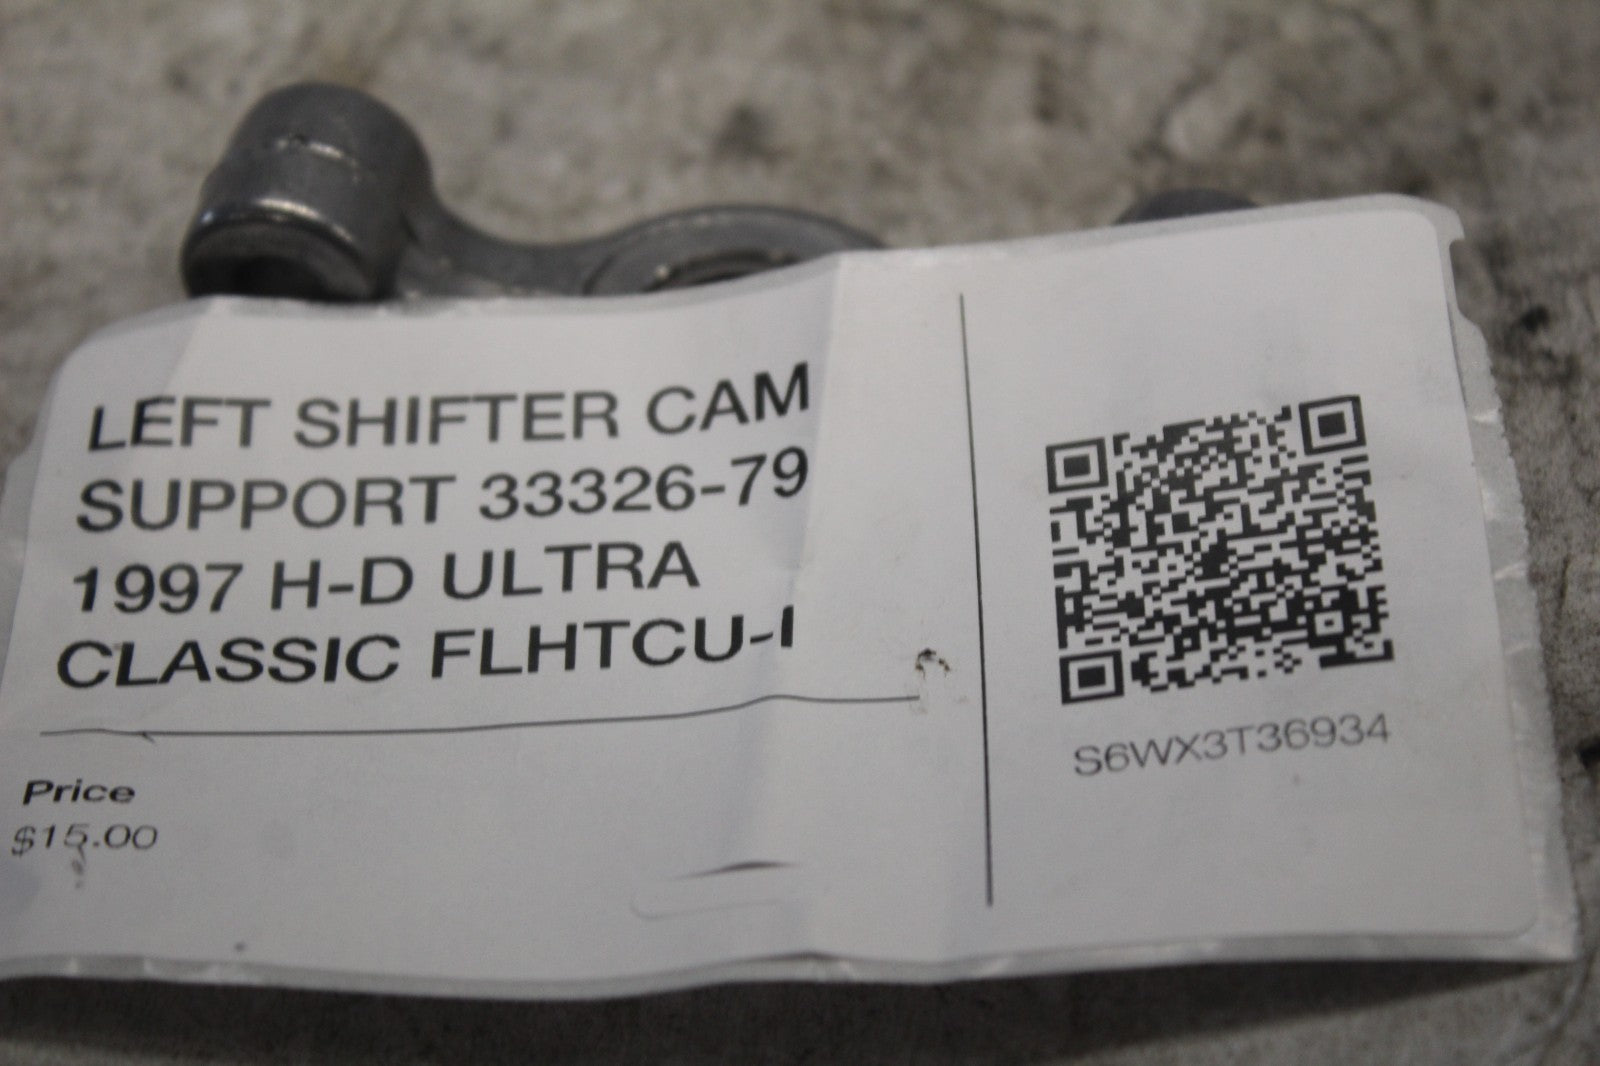 LEFT SHIFTER CAM
SUPPORT 33326-79
1997 H-D ULTRA
CLASSIC FLHTCU-I
Price
$15.00
S6WX3T36934